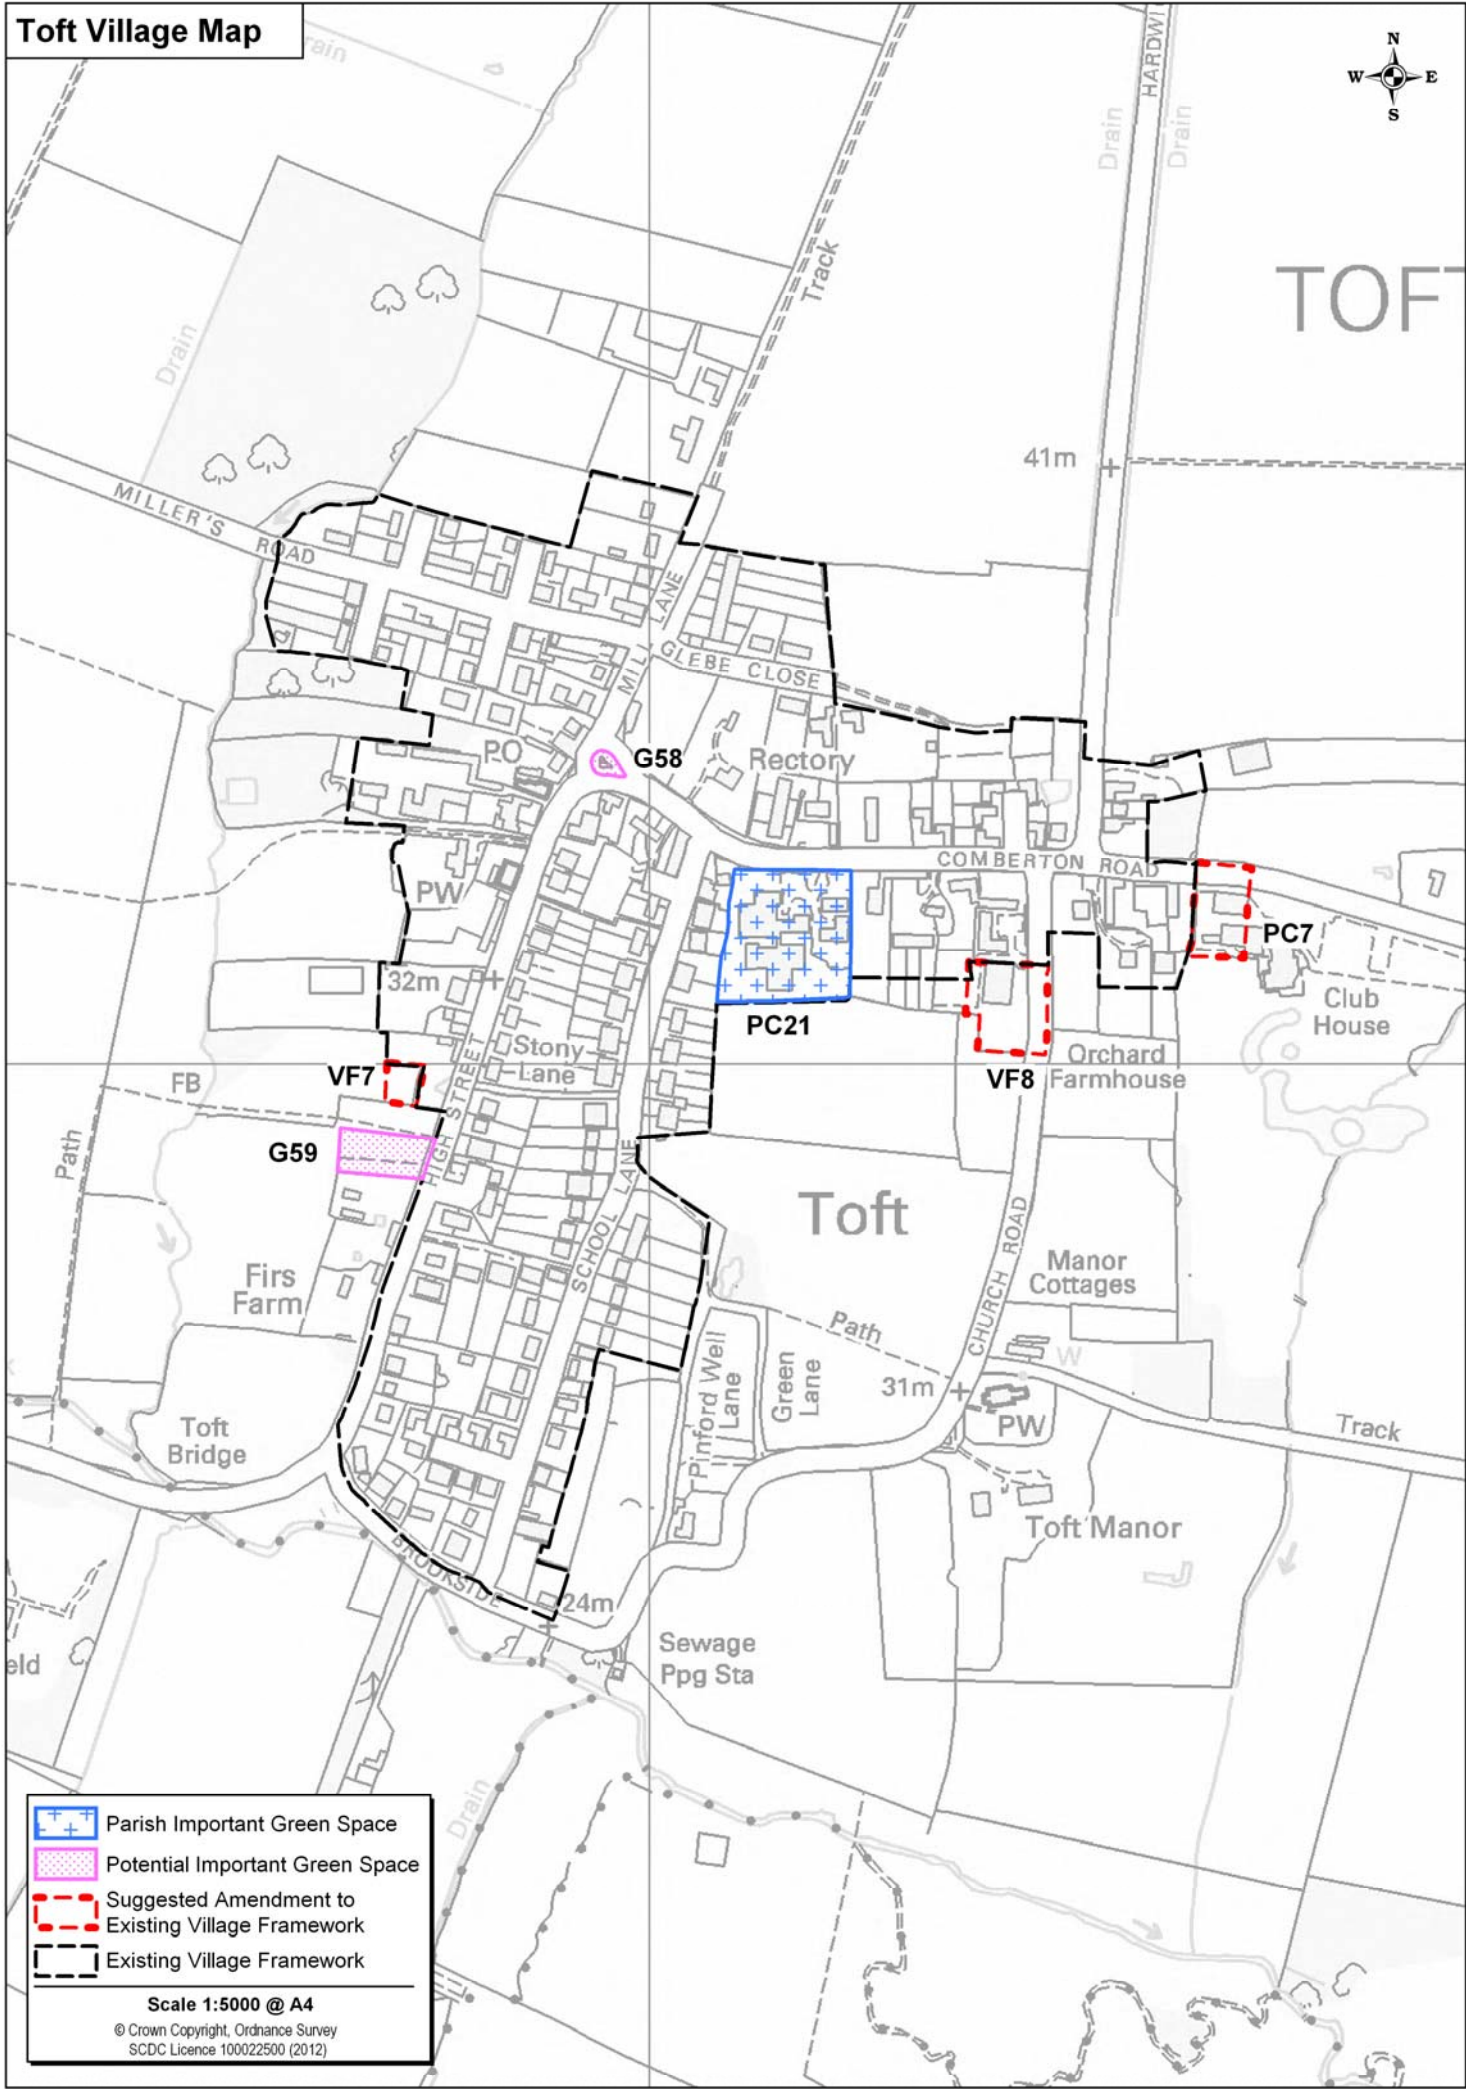 Toft Village Map
rain
HARDWI
N
W E
S
Drain
Drain
Track
TOFT
Drain
41m
MILLER'S ROAD
MILL LANE
GLEBE CLOSE
PO
G58
Rectory
COMBERTON ROAD
PW
PC7
32m
Club
House
PC21
Stony
Lane
VF7
VF8
Orchard
Farmhouse
FB
HIGH STREET
G59
Path
SCHOOL LANE
Toft
CHURCH ROAD
Manor
Cottages
Firs
Farm
Path
Pinford Well
Lane
Green
Lane
W
31m
PW
Toft
Bridge
Track
Toft Manor
BROOKSIDE
24m
Sewage
Ppg Sta
eld
Drain
Parish Important Green Space
Potential Important Green Space
Suggested Amendment to
Existing Village Framework
Existing Village Framework
Scale 1:5000 @ A4
© Crown Copyright, Ordnance Survey
SCDC Licence 100022500 (2012)